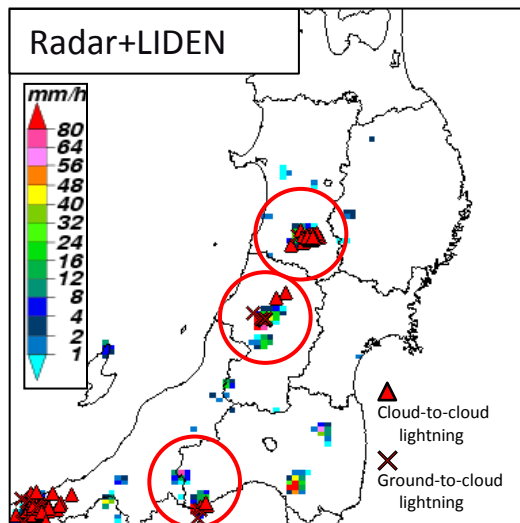 Radar+LIDEN
mm/h
80
64
56
48
40
32
24
16
12
8
4
2
1
Cloud-to-cloud
lightning
Ground-to-cloud
lightning